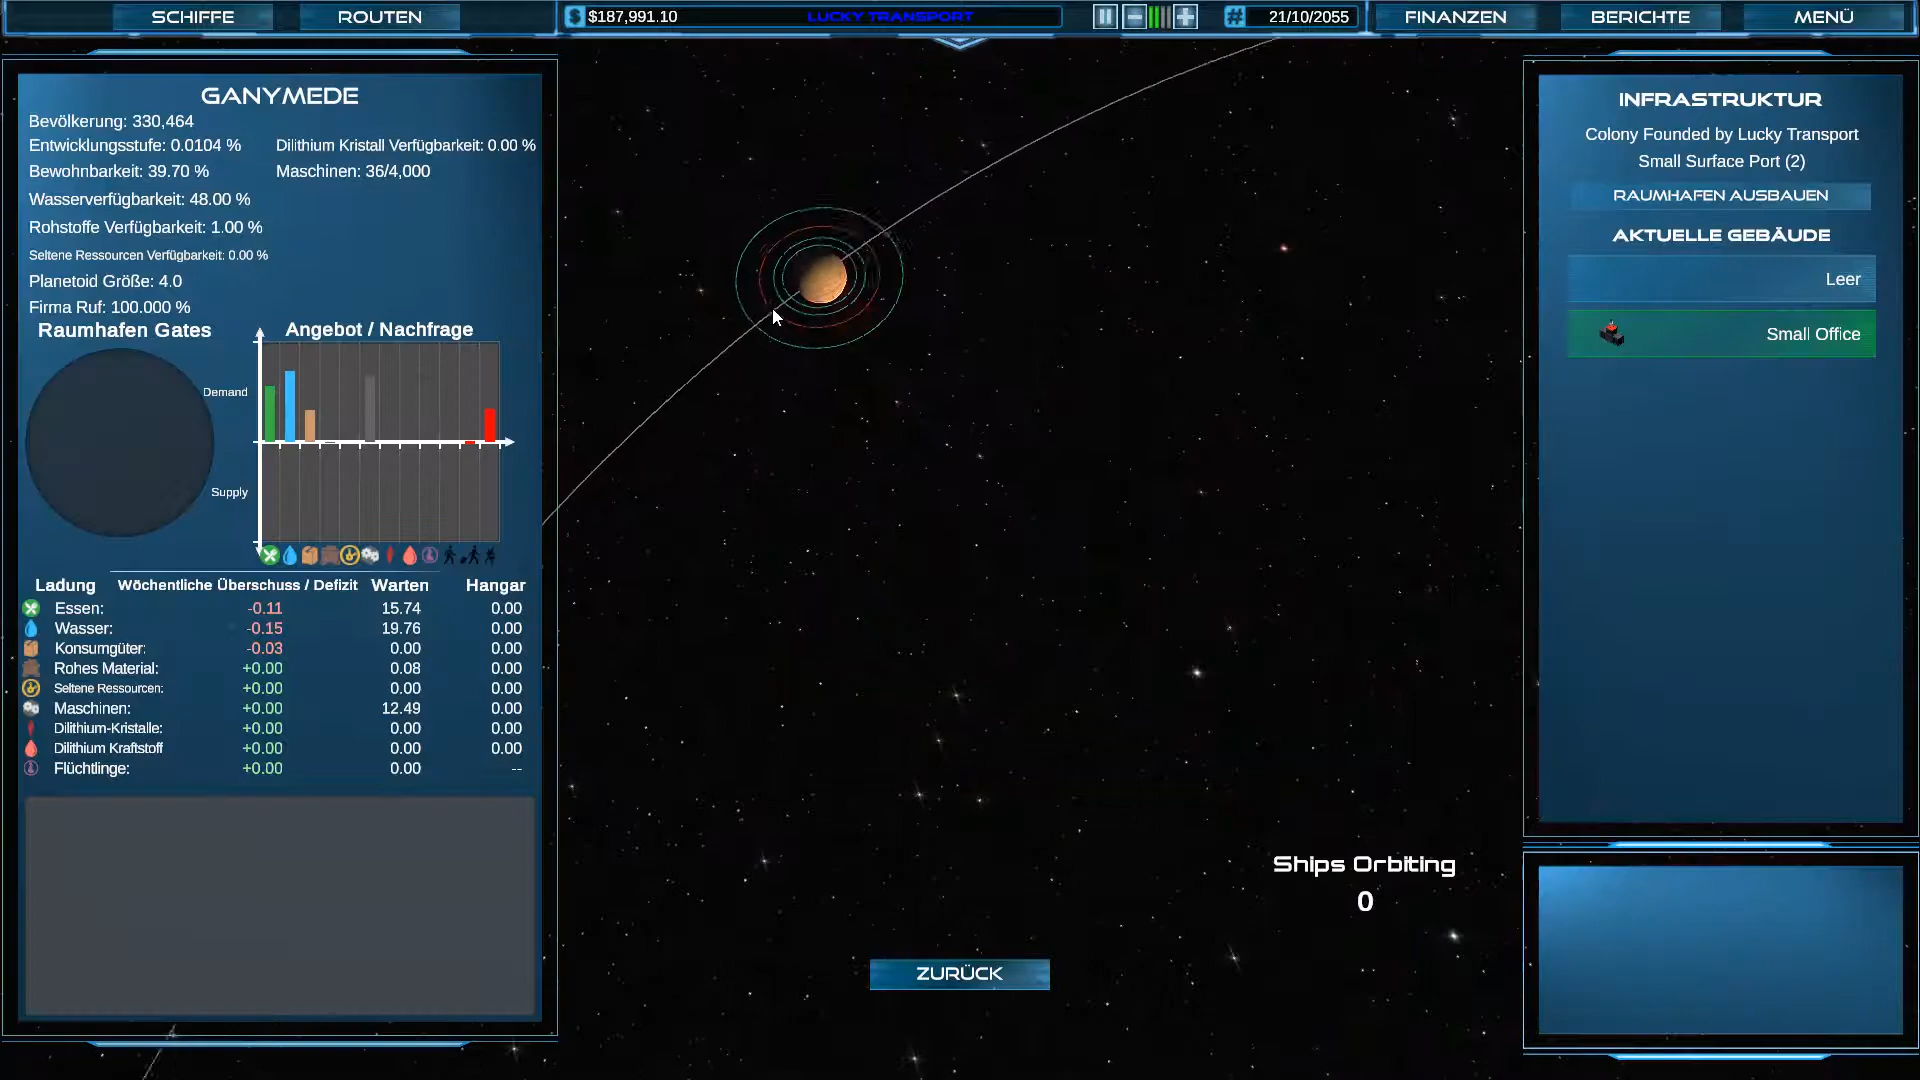 SCHIFFE
ROUTEN
$187,991.10
LUCKY TRANSPORT
#
21/10/2055
FINANZEN
BERICHTE
MENÜ
GANYMEDE
Bevölkerung: 330,464
Entwicklungsstufe: 0.0104 %
Dilithium Kristall Verfügbarkeit: 0.00 %
Bewohnbarkeit: 39.70 %
Maschinen: 36/4,000
Wasserverfügbarkeit: 48.00 %
Rohstoffe Verfügbarkeit: 1.00 %
Seltene Ressourcen Verfügbarkeit: 0.00 %
Planetoid Größe: 4.0
Firma Ruf: 100.000 %
Raumhafen Gates
Angebot / Nachfrage
Demand
Supply
Ladung Wöchentliche Überschuss / Defizit Warten Hangar
Essen: -0.11 15.74 0.00
Wasser: -0.15 19.76 0.00
Konsumgüter: -0.03 0.00 0.00
Rohes Material: +0.00 0.08 0.00
Seltene Ressourcen: +0.00 0.00 0.00
Maschinen: +0.00 12.49 0.00
Dilithium-Kristalle: +0.00 0.00 0.00
Dilithium Kraftstoff +0.00 0.00 0.00
Flüchtlinge: +0.00 0.00 --
INFRASTRUKTUR
Colony Founded by Lucky Transport
Small Surface Port (2)
RAUMHAFEN AUSBAUEN
AKTUELLE GEBÄUDE
Leer
Small Office
Ships Orbiting
0
ZURÜCK